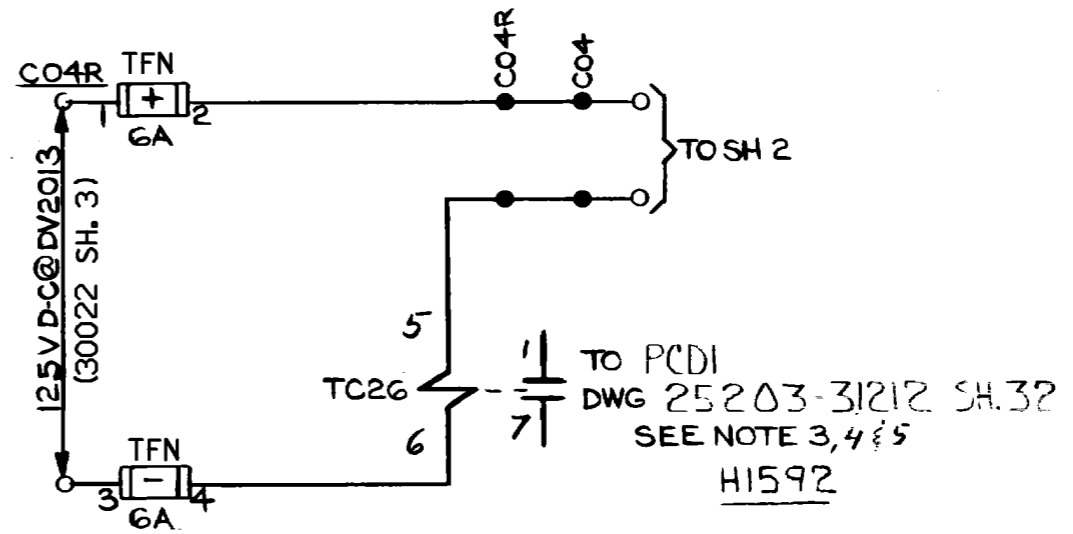 CO4R
TFN
+
1
2
6A
CO4R
CO4
TO SH 2
125V D-C@DV2013
(30022 SH. 3)
5
TC26
6
1
7
TO PCDI
DWG 25203-31212 SH.32
SEE NOTE 3,4 & 5
H1592
TFN
-
3
4
6A